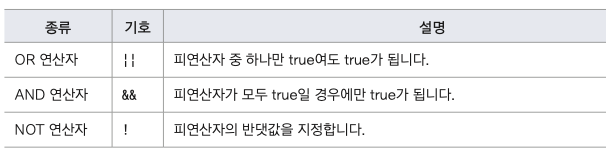 종류 기호 설명
OR 연산자 || 피연산자 중 하나만 true여도 true가 됩니다.
AND 연산자 && 피연산자가 모두 true일 경우에만 true가 됩니다.
NOT 연산자 ! 피연산자의 반댓값을 지정합니다.